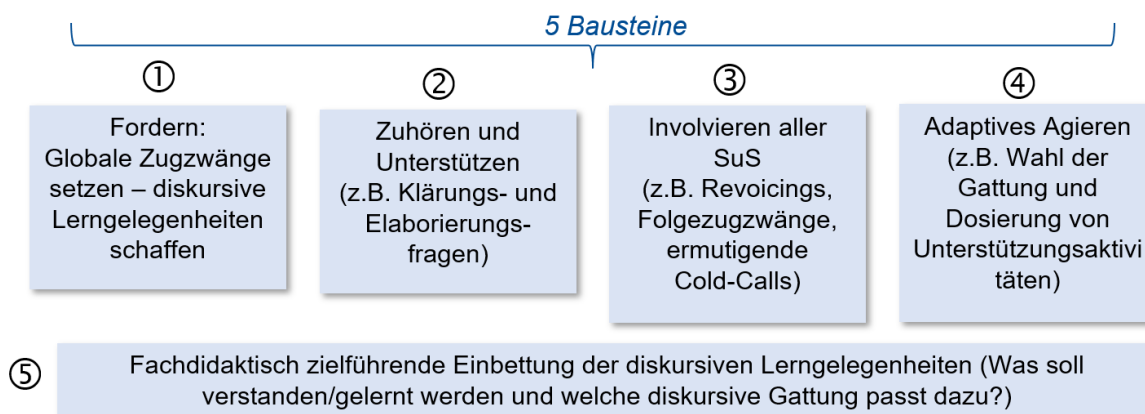 5 Bausteine
①
Fordern:
Globale Zugzwänge
setzen – diskursive
Lerngelegenheiten
schaffen
②
Zuhören und
Unterstützen
(z.B. Klärungs- und
Elaborierungs-
fragen)
③
Involvieren aller
SuS
(z.B. Revoicings,
Folgezugzwänge,
ermutigende
Cold-Calls)
④
Adaptives Agieren
(z.B. Wahl der
Gattung und
Dosierung von
Unterstützungsaktivi
täten)
⑤
Fachdidaktisch zielführende Einbettung der diskursiven Lerngelegenheiten (Was soll
verstanden/gelernt werden und welche diskursive Gattung passt dazu?)